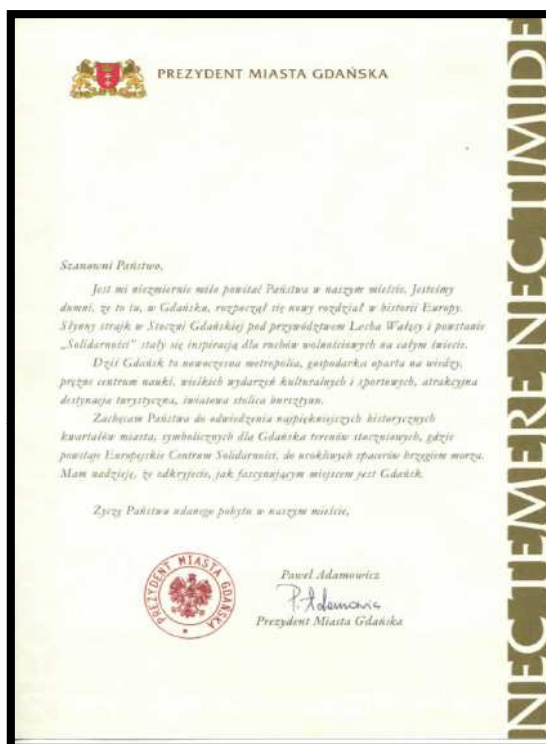 PREZYDENT MIASTA GDAŃSKA
Szanowni Państwo,
Jest mi niezmiernie miło powitać Państwa w naszym mieście. Jesteśmy
dumni, że to tu, w Gdańsku, rozpoczął się nowy rozdział w historii Europy.
Słynny strajk w Stoczni Gdańskiej pod przywództwem Lecha Wałęsy i powstanie
„Solidarności” stały się inspiracją dla ruchów wolnościowych na całym świecie.
Dziś Gdańsk to nowoczesna metropolia, gospodarka oparta na wiedzy,
prężne centrum nauki, wielkich wydarzeń kulturalnych i sportowych, atrakcyjna
destynacja turystyczna, światowa stolica bursztynu.
Zachęcam Państwa do odwiedzenia najpiękniejszych historycznych
kwartałów miasta, symbolicznych dla Gdańska terenów stoczniowych, gdzie
powstaje Europejskie Centrum Solidarności, do urokliwych spacerów brzegiem morza.
Mam nadzieję, że odkryjecie, jak fascynującym miejscem jest Gdańsk.
Życzę Państwu udanego pobytu w naszym mieście,
PREZYDENT MIASTA GDAŃSKA
Paweł Adamowicz
P. Adamowicz
Prezydent Miasta Gdańska
NEC TEMERE NEC TIMIDE